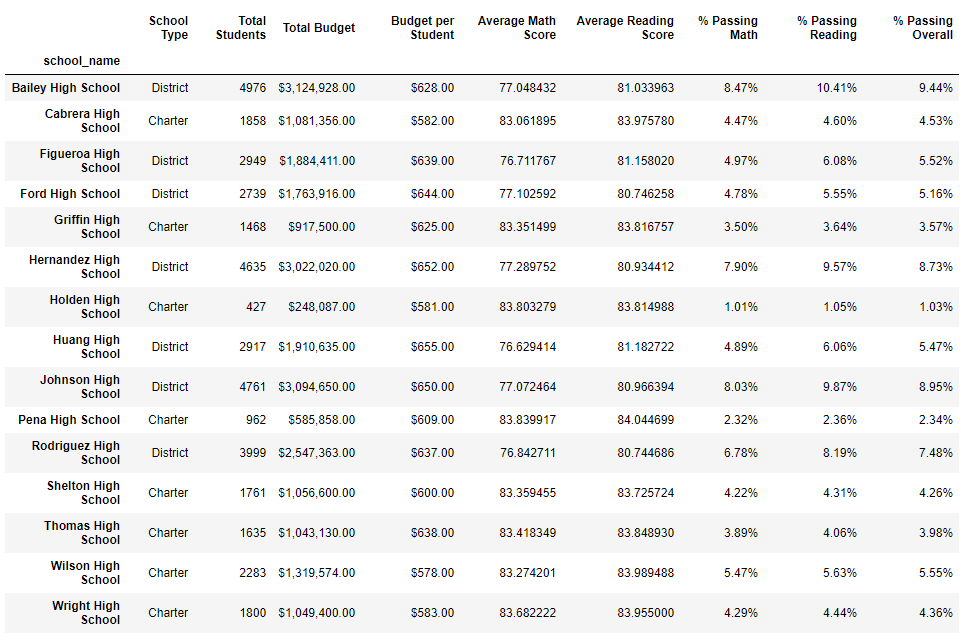 School Type Total Students Total Budget Budget per Student Average Math Score Average Reading Score % Passing Math % Passing Reading % Passing Overall
school_name
Bailey High School District 4976 $3,124,928.00 $628.00 77.048432 81.033963 8.47% 10.41% 9.44%
Cabrera High School Charter 1858 $1,081,356.00 $582.00 83.061895 83.975780 4.47% 4.60% 4.53%
Figueroa High School District 2949 $1,884,411.00 $639.00 76.711767 81.158020 4.97% 6.08% 5.52%
Ford High School District 2739 $1,763,916.00 $644.00 77.102592 80.746258 4.78% 5.55% 5.16%
Griffin High School Charter 1468 $917,500.00 $625.00 83.351499 83.816757 3.50% 3.64% 3.57%
Hernandez High School District 4635 $3,022,020.00 $652.00 77.289752 80.934412 7.90% 9.57% 8.73%
Holden High School Charter 427 $248,087.00 $581.00 83.803279 83.814988 1.01% 1.05% 1.03%
Huang High School District 2917 $1,910,635.00 $655.00 76.629414 81.182722 4.89% 6.06% 5.47%
Johnson High School District 4761 $3,094,650.00 $650.00 77.072464 80.966394 8.03% 9.87% 8.95%
Pena High School Charter 962 $585,858.00 $609.00 83.839917 84.044699 2.32% 2.36% 2.34%
Rodriguez High School District 3999 $2,547,363.00 $637.00 76.842711 80.744686 6.78% 8.19% 7.48%
Shelton High School Charter 1761 $1,056,600.00 $600.00 83.359455 83.725724 4.22% 4.31% 4.26%
Thomas High School Charter 1635 $1,043,130.00 $638.00 83.418349 83.848930 3.89% 4.06% 3.98%
Wilson High School Charter 2283 $1,319,574.00 $578.00 83.274201 83.989488 5.47% 5.63% 5.55%
Wright High School Charter 1800 $1,049,400.00 $583.00 83.682222 83.955000 4.29% 4.44% 4.36%